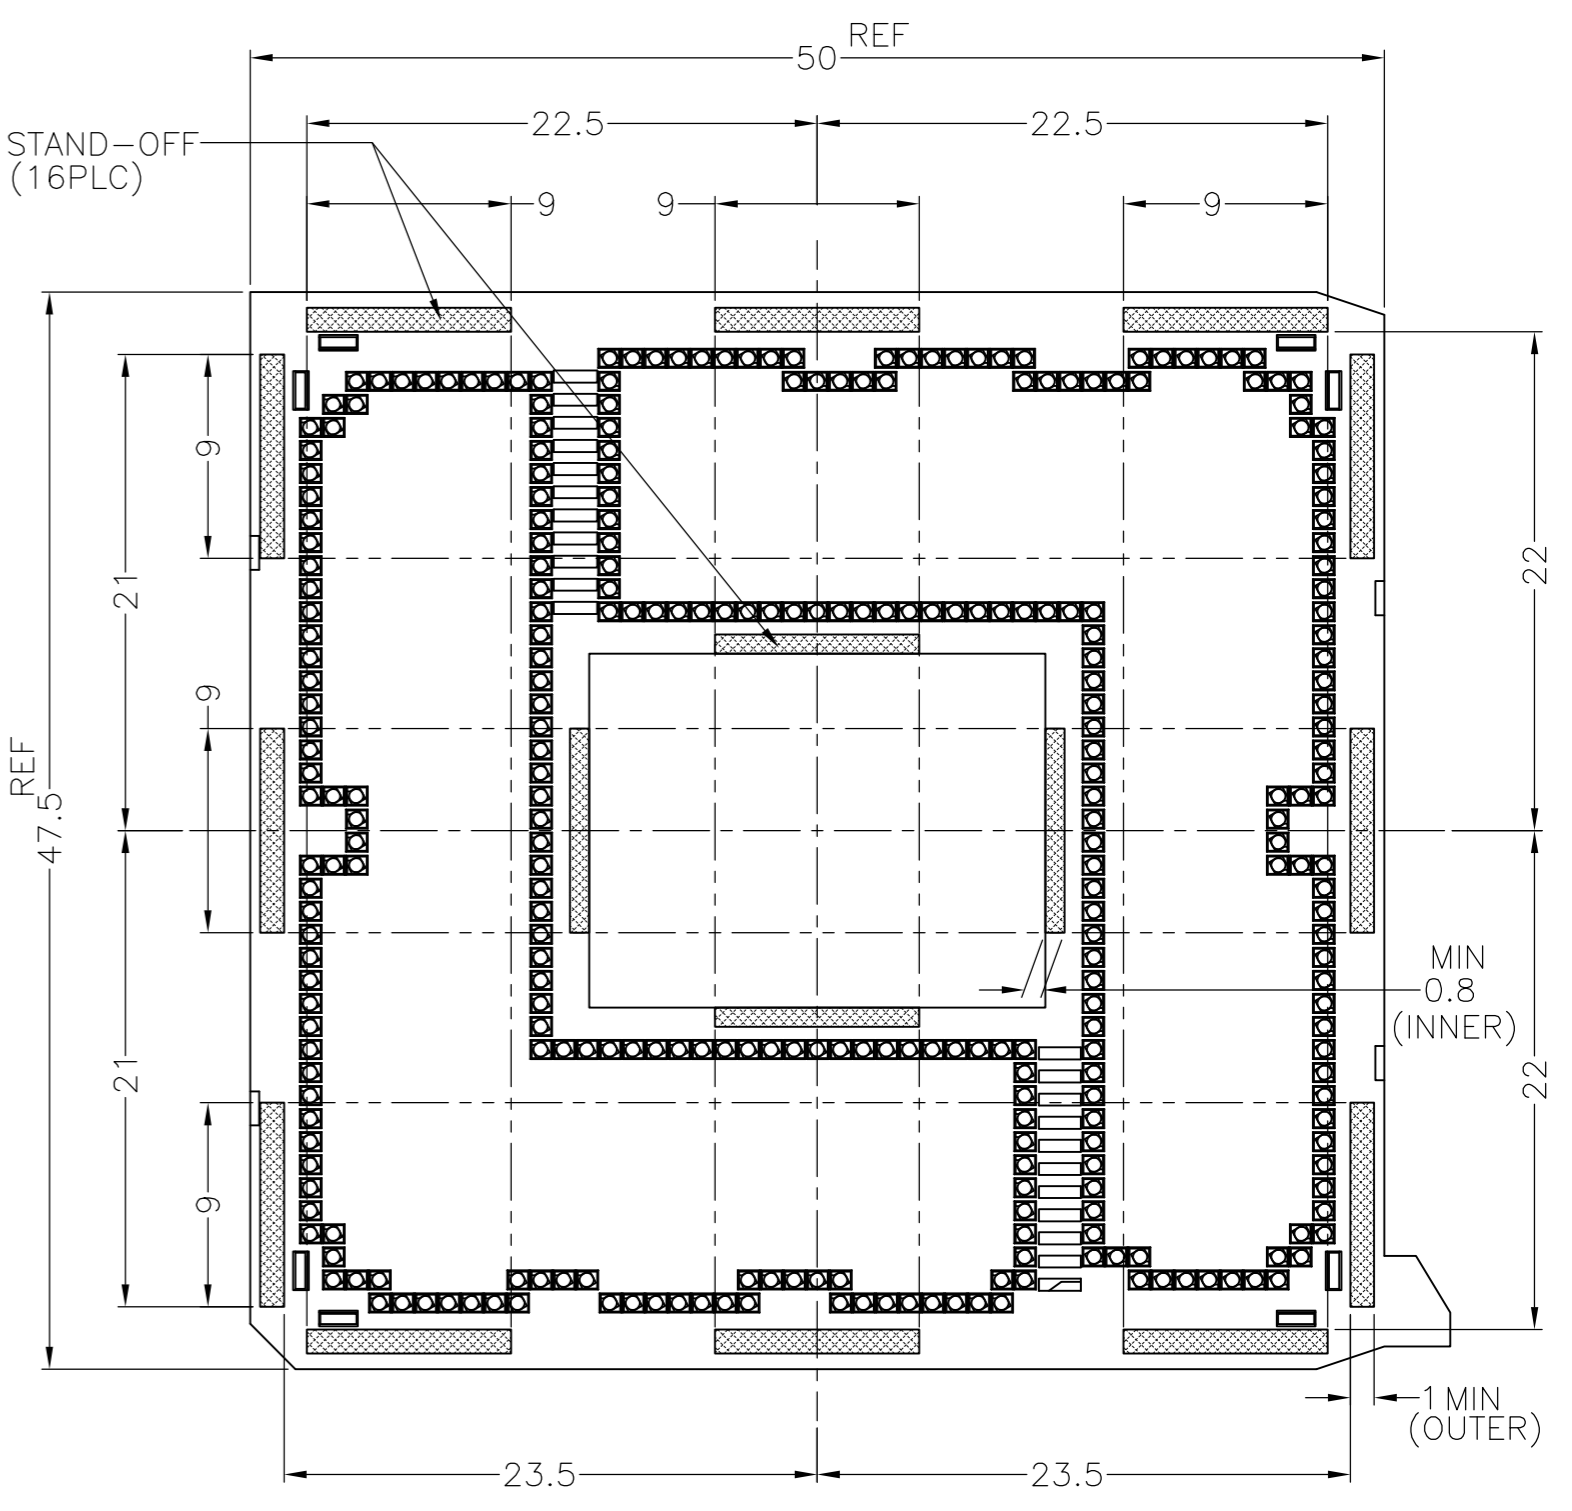 REF
50
22.5
22.5
STAND-OFF
(16PLC)
9
9
9
9
21
22
9
REF
47.5
MIN
0.8
(INNER)
21
22
9
1 MIN
(OUTER)
23.5
23.5